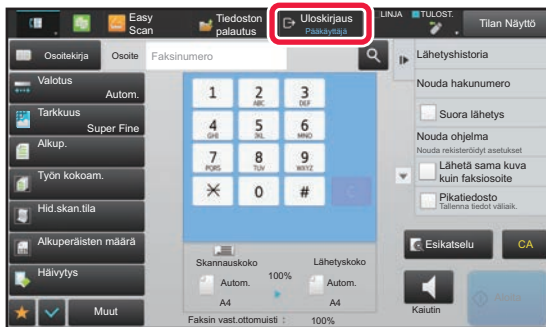 Easy
Scan
Tiedoston
palautus
Uloskirjaus
Pääkäyttäjä
LINJA
TULOST.
Tilan Näyttö
Osoitekirja
Osoite
Faksinumero
Valotus
Autom.
Tarkkuus
Super Fine
Alkup.
Työn kokoam.
Hid.skan.tila
Alkuperäisten määrä
Häivytys
Muut
1
2
ABC
3
DEF
4
GHI
5
JKL
6
MNO
7
PQRS
8
TUV
9
WXYZ
0
#
C
Skannauskoko
Lähetyskoko
100%
Autom.
Autom.
A4
A4
Faksin vast.ottomuisti : 100%
Lähetyshistoria
Nouda hakunumero
Suora lähetys
Nouda ohjelma
Nouda rekisteröidyt asetukset
Lähetä sama kuva
kuin faksiosoite
Pikatiedosto
Tallenna tiedot väliaik.
Esikatselu
CA
Kaiutin
Aloita